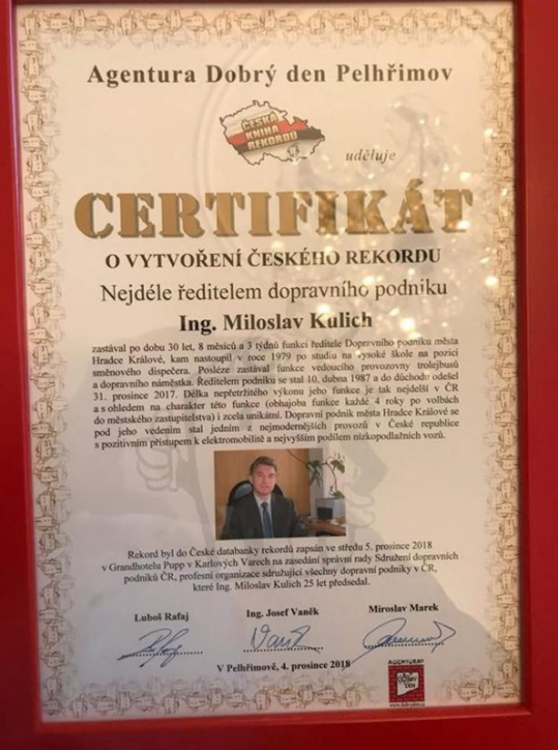 Agentura Dobrý den Pelhřimov
ČESKÁ
KNIHA
REKORDŮ
uděluje
CERTIFIKÁT
O VYTVOŘENÍ ČESKÉHO REKORDU
Nejdéle ředitelem dopravního podniku
Ing. Miloslav Kulich
zastával po dobu 30 let, 8 měsíců a 3 týdnů funkci ředitele Dopravního podniku města
Hradce Králové, kam nastoupil v roce 1979 po studiu na vysoké škole na pozici
směnového dispečera. Posléze zastával funkce vedoucího provozovny trolejbusů
a dopravního náměstka. Ředitelem podniku se stal 10. dubna 1987 a do důchodu odešel
31. prosince 2017. Délka nepřetržitého výkonu jeho funkce je tak nejdelší v ČR
a s ohledem na charakter této funkce (obhajoba funkce každé 4 roky po volbách
do městského zastupitelství) i zcela unikátní. Dopravní podnik města Hradce Králové se
pod jeho vedením stal jedním z nejmodernějších provozů v České republice
s pozitivním přístupem k elektromobilitě a nejvyšším podílem nízkopodlažních vozů.
Rekord byl do České databanky rekordů zapsán ve středu 5. prosince 2018
v Grandhotelu Pupp v Karlových Varech na zasedání správní rady Sdružení dopravních
podniků ČR, profesní organizace sdružující všechny dopravní podniky v ČR,
které Ing. Miloslav Kulich 25 let předsedal.
Luboš Rafaj
Ing. Josef Vaněk
Miroslav Marek
V Pelhřimově, 4. prosince 2018
AGENTURA
DOBRÝ
DEN